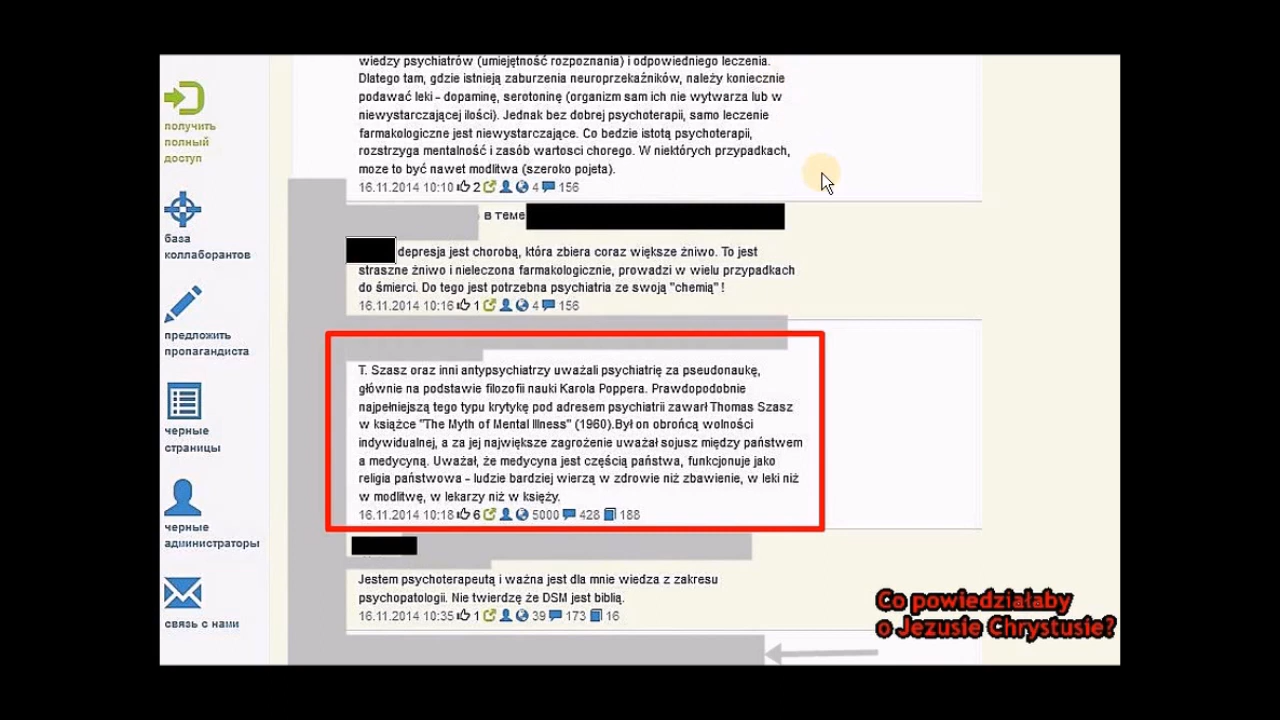 получить
полный
доступ
база
коллаборантов
предложить
пропагандиста
черные
страницы
черные
администраторы
связь с нами
wiedzy psychiatrów (umiejętność rozpoznania) i odpowiedniego leczenia.
Dlatego tam, gdzie istnieją zaburzenia neuroprzekaźników, należy koniecznie
podawać leki - dopaminę, serotoninę (organizm sam ich nie wytwarza lub w
niewystarczającej ilości). Jednak bez dobrej psychoterapii, samo leczenie
farmakologiczne jest niewystarczające. Co bedzie istotą psychoterapii,
rozstrzyga mentalność i zasób wartosci chorego. W niektórych przypadkach,
moze to być nawet modlitwa (szeroko pojeta).
16.11.2014 10:10 2 4 156
в теме
depresja jest chorobą, która zbiera coraz większe żniwo. To jest
straszne żniwo i nieleczona farmakologicznie, prowadzi w wielu przypadkach
do śmierci. Do tego jest potrzebna psychiatria ze swoją "chemią" !
16.11.2014 10:16 1 4 156
T. Szasz oraz inni antypsychiatrzy uważali psychiatrię za pseudonaukę,
głównie na podstawie filozofii nauki Karola Poppera. Prawdopodobnie
najpełniejszą tego typu krytykę pod adresem psychiatrii zawarł Thomas Szasz
w książce "The Myth of Mental Illness" (1960).Był on obrońcą wolności
indywidualnej, a za jej największe zagrożenie uważał sojusz między państwem
a medycyną. Uważał, że medycyna jest częścią państwa, funkcjonuje jako
religia państwowa - ludzie bardziej wierzą w zdrowie niż zbawienie, w leki niż
w modlitwę, w lekarzy niż w księży.
16.11.2014 10:18 6 5000 428 188
Jestem psychoterapeutą i ważna jest dla mnie wiedza z zakresu
psychopatologii. Nie twierdzę że DSM jest biblią.
16.11.2014 10:35 1 39 173 16
Co powiedziałaby
o Jezusie Chrystusie?